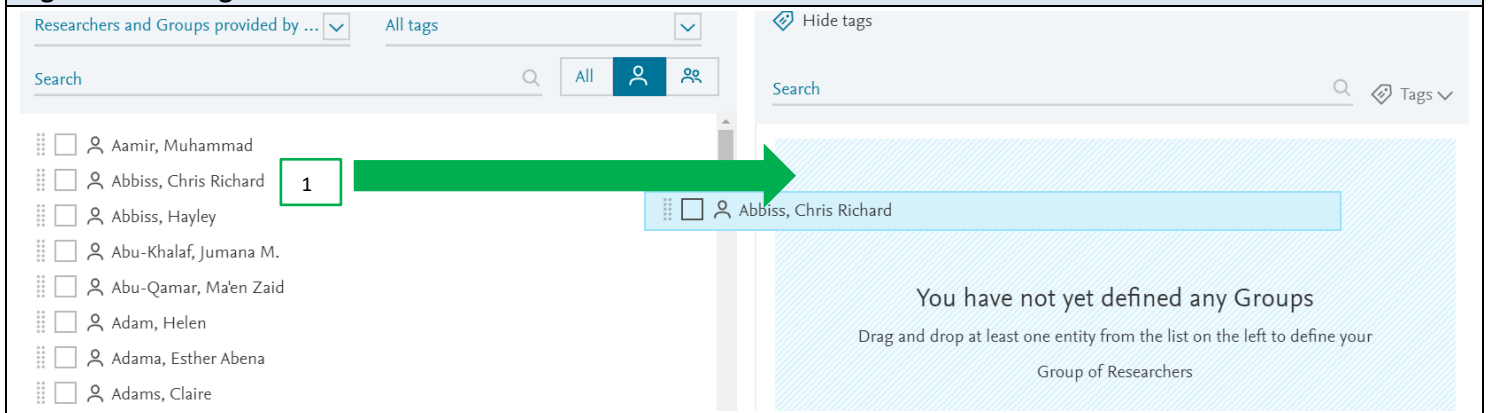 Researchers and Groups provided by ...
All tags
Search
All
Aamir, Muhammad
Abbiss, Chris Richard
1
Abbiss, Hayley
Abu-Khalaf, Jumana M.
Abu-Qamar, Ma'en Zaid
Adam, Helen
Adama, Esther Abena
Adams, Claire
Hide tags
Search
Tags
Abbiss, Chris Richard
You have not yet defined any Groups
Drag and drop at least one entity from the list on the left to define your
Group of Researchers